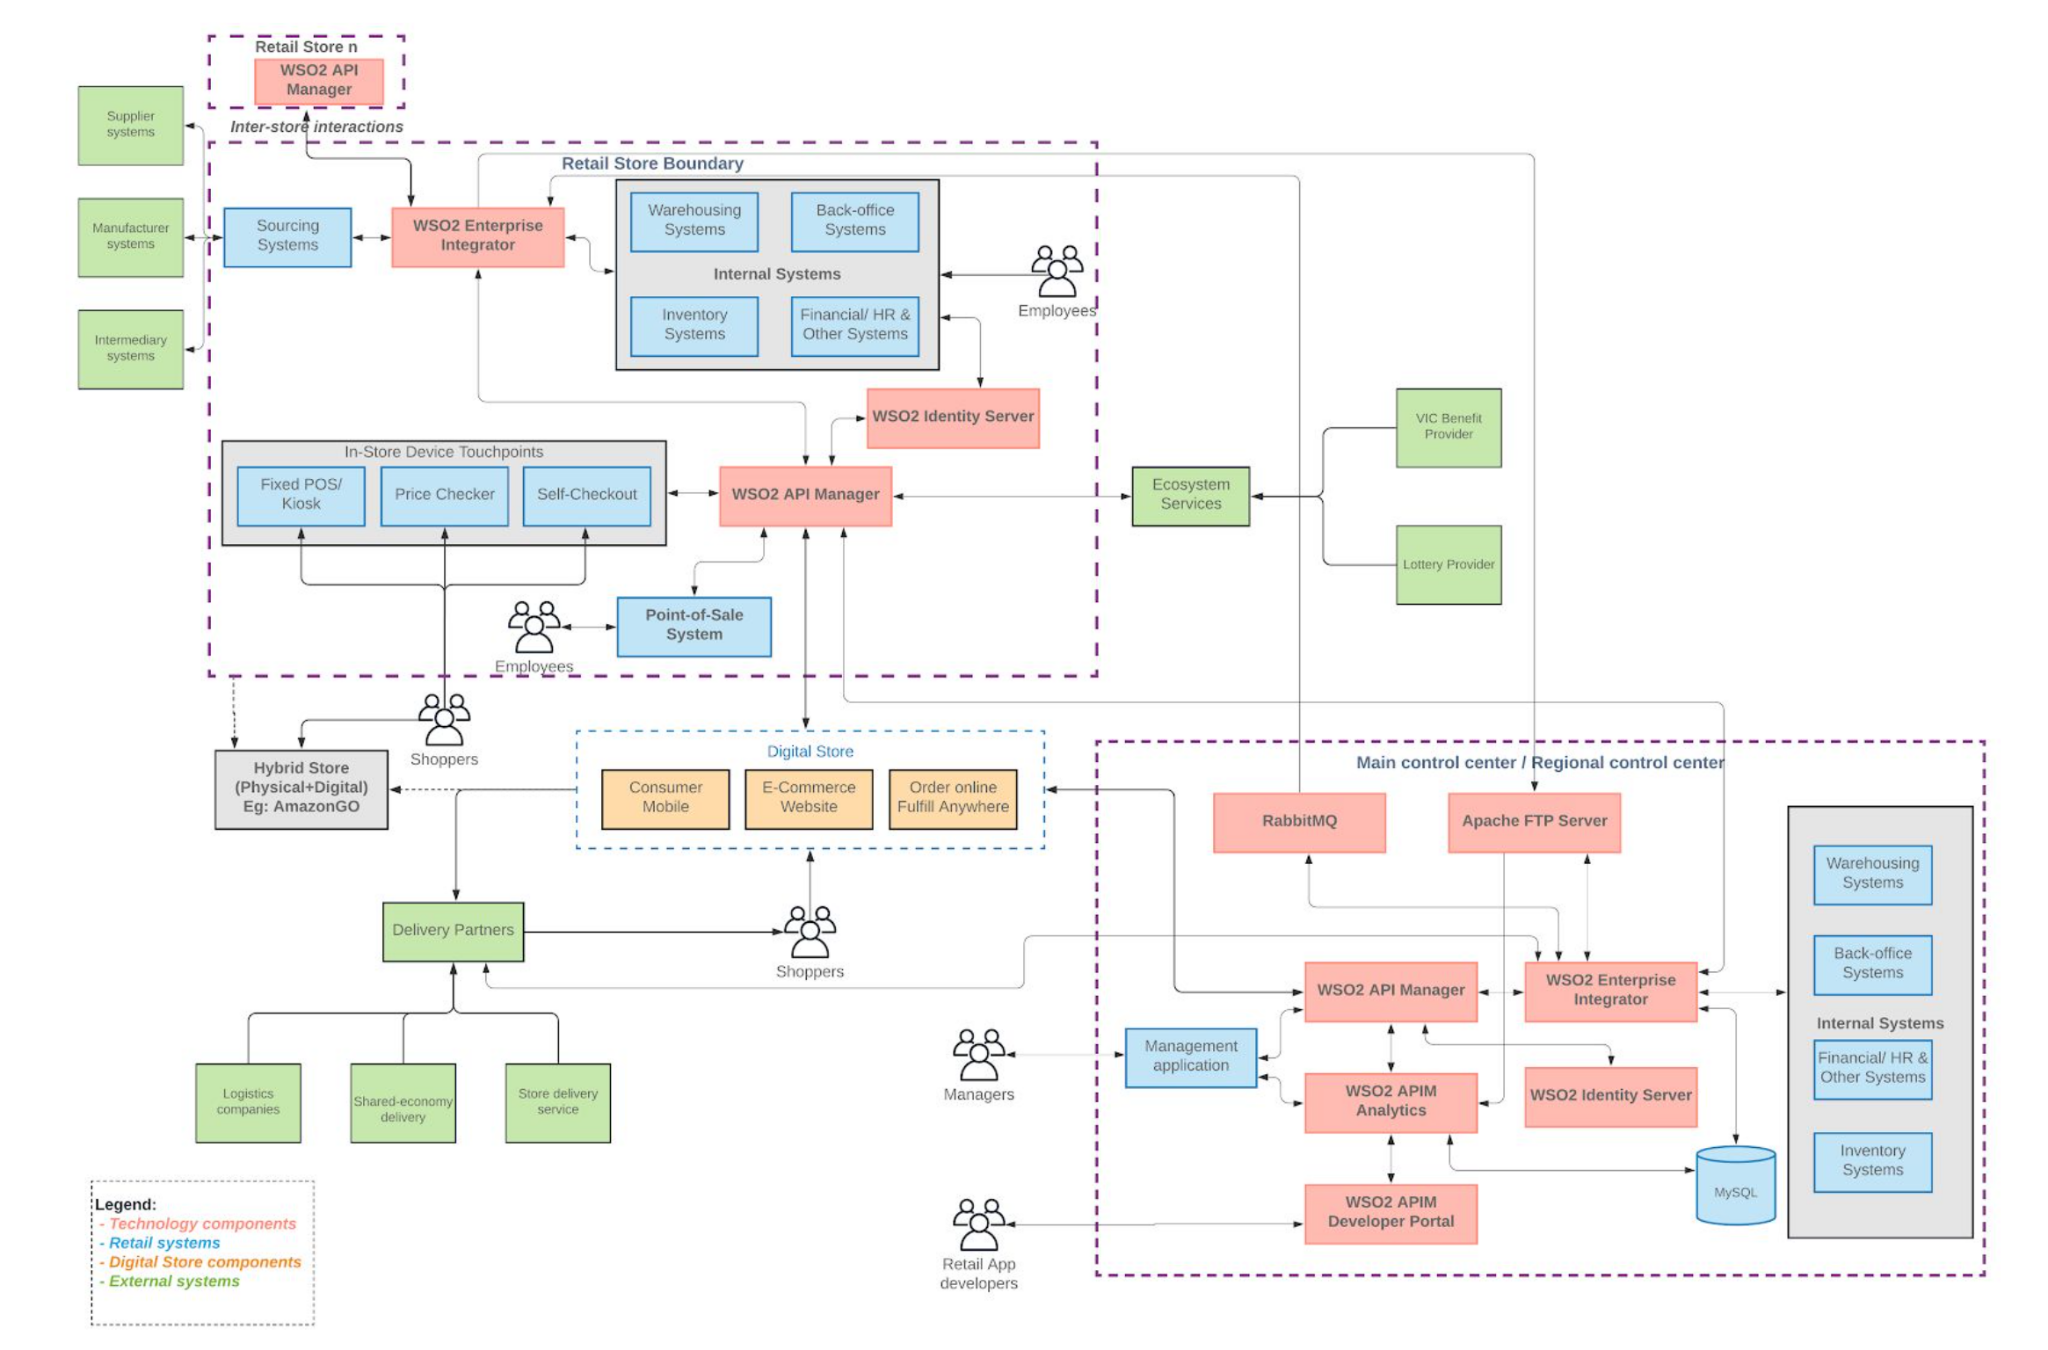 Retail Store n
WSO2 API
Manager
Supplier
systems
Inter-store interactions
Retail Store Boundary
Manufacturer
systems
Sourcing
Systems
WSO2 Enterprise
Integrator
Warehousing
Systems
Back-office
Systems
Internal Systems
Inventory
Systems
Financial/ HR &
Other Systems
Employees
Intermediary
systems
WSO2 Identity Server
In-Store Device Touchpoints
Fixed POS/
Kiosk
Price Checker
Self-Checkout
WSO2 API Manager
Ecosystem
Services
VIC Benefit
Provider
Lottery Provider
Point-of-Sale
System
Employees
Shoppers
Hybrid Store
(Physical+Digital)
Eg: AmazonGO
Digital Store
Consumer
Mobile
E-Commerce
Website
Order online
Fulfill Anywhere
Main control center / Regional control center
RabbitMQ
Apache FTP Server
Delivery Partners
Shoppers
WSO2 API Manager
WSO2 Enterprise
Integrator
Warehousing
Systems
Back-office
Systems
Internal Systems
Financial/ HR &
Other Systems
Inventory
Systems
Managers
Management
application
WSO2 APIM
Analytics
WSO2 Identity Server
Logistics
companies
Shared-economy
delivery
Store delivery
service
MySQL
WSO2 APIM
Developer Portal
Retail App
developers
Legend:
- Technology components
- Retail systems
- Digital Store components
- External systems